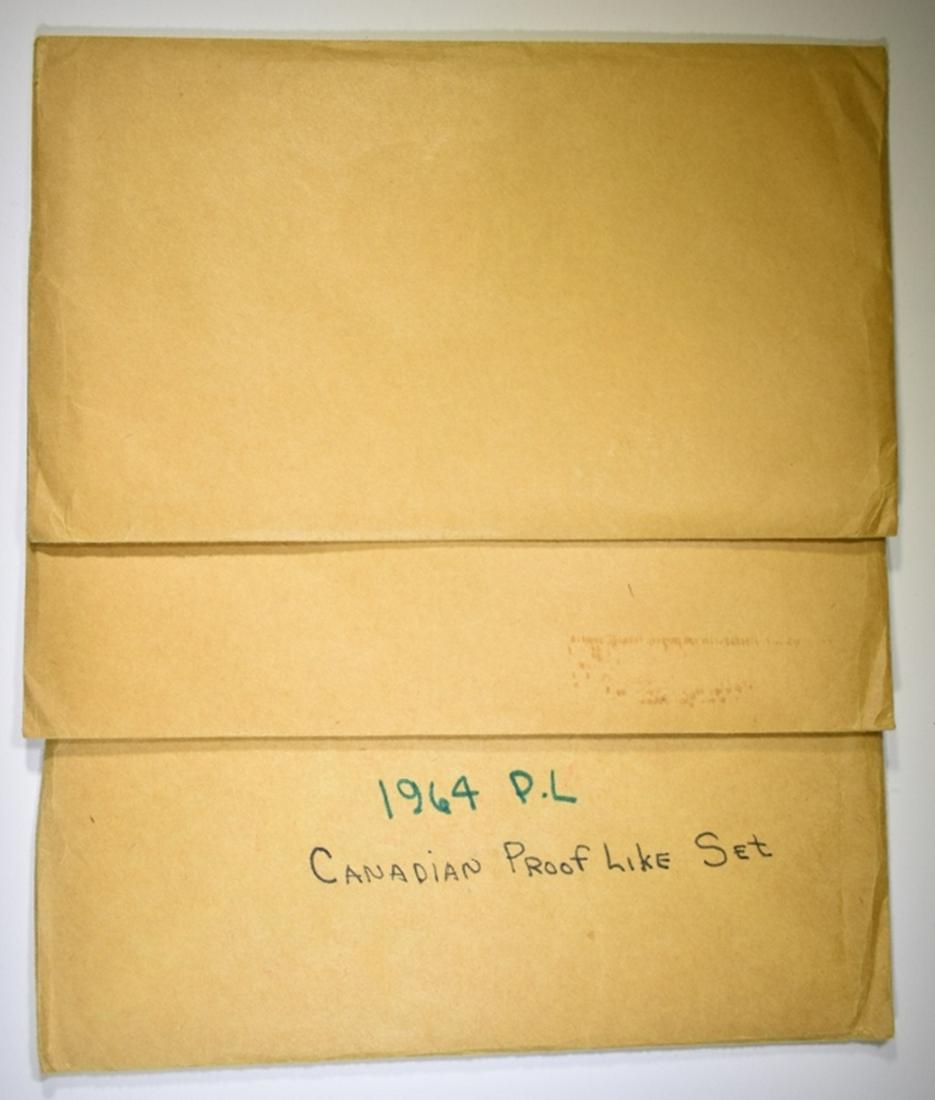 1964 P.L
CANADiAN PRoof LikE SEt